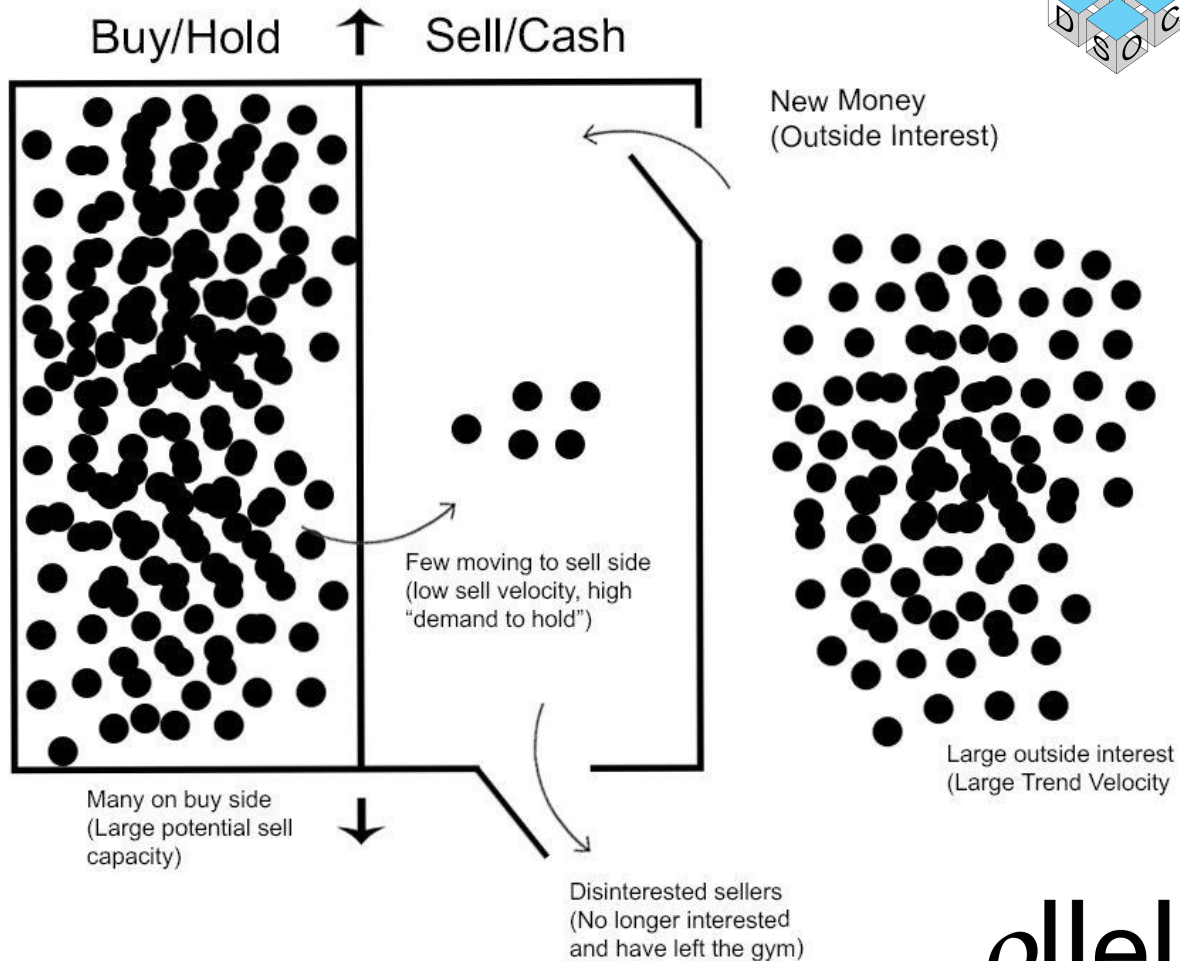 Buy/Hold
Sell/Cash
D
S
O
C
New Money
(Outside Interest)
Few moving to sell side
(low sell velocity, high
“demand to hold”)
Large outside interest
(Large Trend Velocity
Many on buy side
(Large potential sell
capacity)
Disinterested sellers
(No longer interested
and have left the gym)